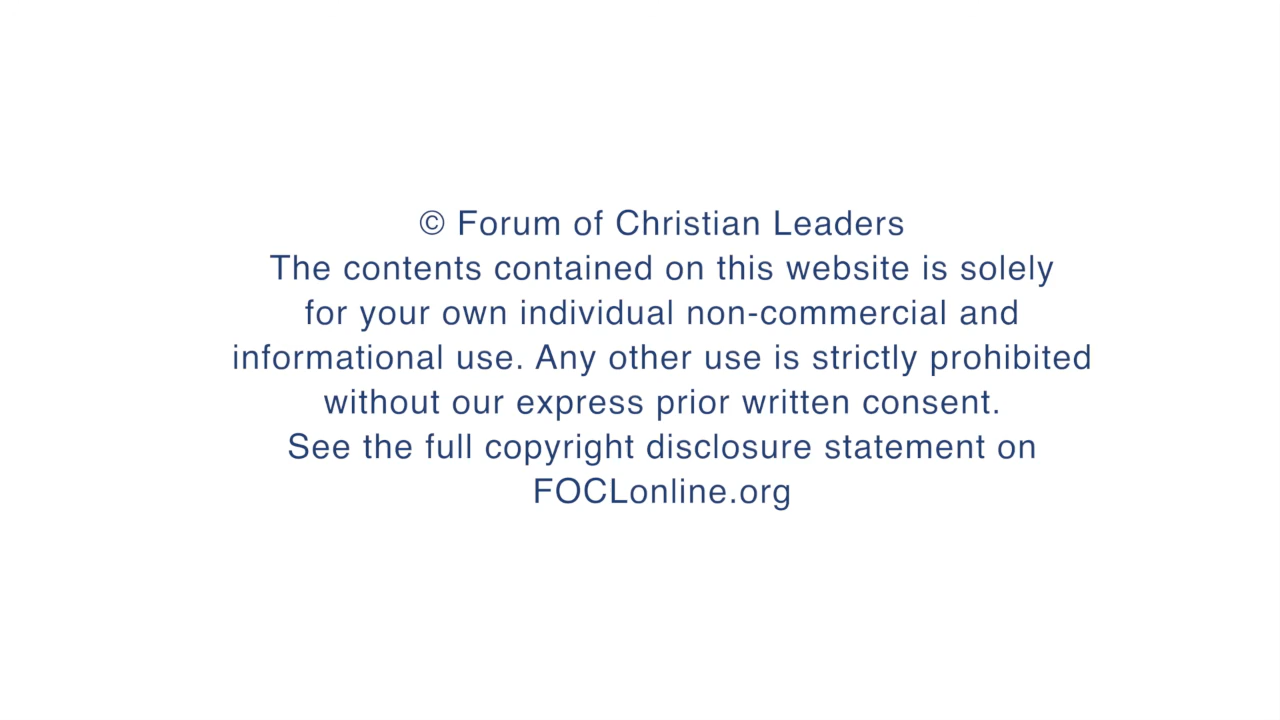 © Forum of Christian Leaders
The contents contained on this website is solely
for your own individual non-commercial and
informational use. Any other use is strictly prohibited
without our express prior written consent.
See the full copyright disclosure statement on
FOCLonline.org